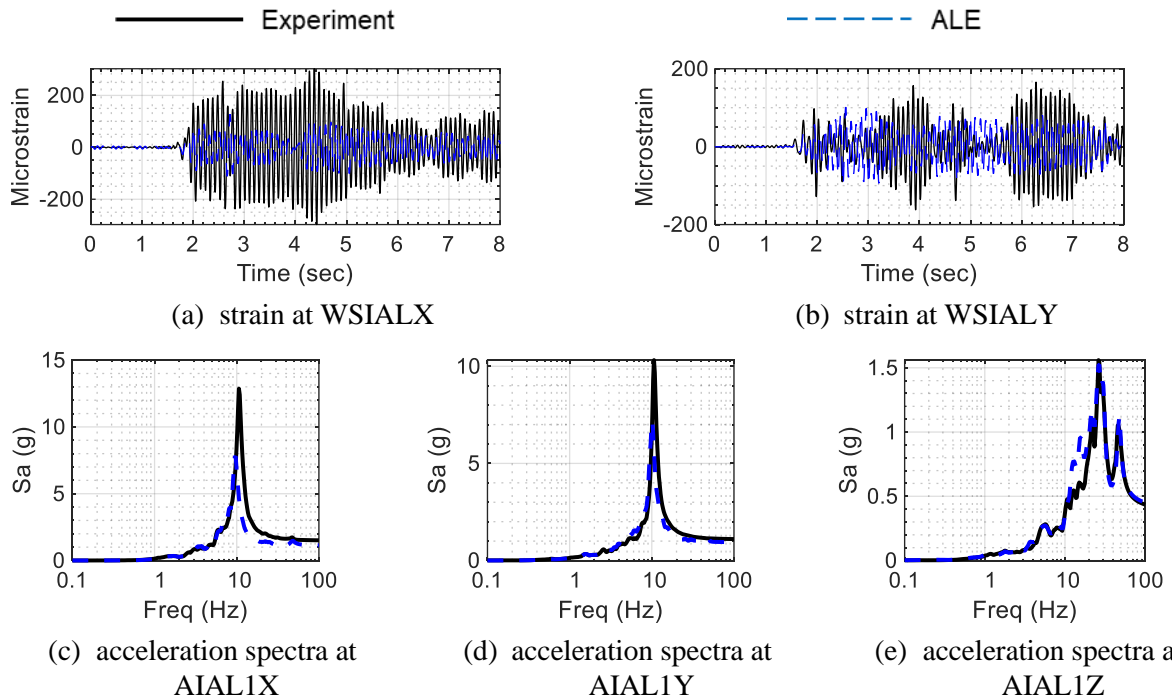 Experiment
ALE
200
0
-200
Microstrain
0 1 2 3 4 5 6 7 8
Time (sec)
(a) strain at WSIALX
200
100
0
-100
-200
Microstrain
0 1 2 3 4 5 6 7 8
Time (sec)
(b) strain at WSIALY
15
10
5
0
Sa (g)
0.1 1 10 100
Freq (Hz)
(c) acceleration spectra at
AIAL1X
10
5
0
Sa (g)
0.1 1 10 100
Freq (Hz)
(d) acceleration spectra at
AIAL1Y
1.5
1
0.5
0
Sa (g)
0.1 1 10 100
Freq (Hz)
(e) acceleration spectra a
AIAL1Z